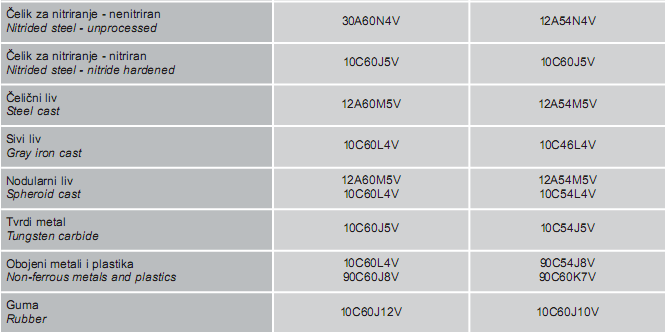 Čelik za nitriranje - nenitriran
Nitrided steel - unprocessed
30A60N4V
12A54N4V
Čelik za nitriranje - nitriran
Nitrided steel - nitride hardened
10C60J5V
10C60J5V
Čelični liv
Steel cast
12A60M5V
12A54M5V
Sivi liv
Gray iron cast
10C60L4V
10C46L4V
Nodularni liv
Spheroid cast
12A60M5V
10C60L4V
12A54M5V
10C54L4V
Tvrdi metal
Tungsten carbide
10C60J5V
10C54J5V
Obojeni metali i plastika
Non-ferrous metals and plastics
10C60L4V
90C60J8V
90C54J8V
90C60K7V
Guma
Rubber
10C60J12V
10C60J10V